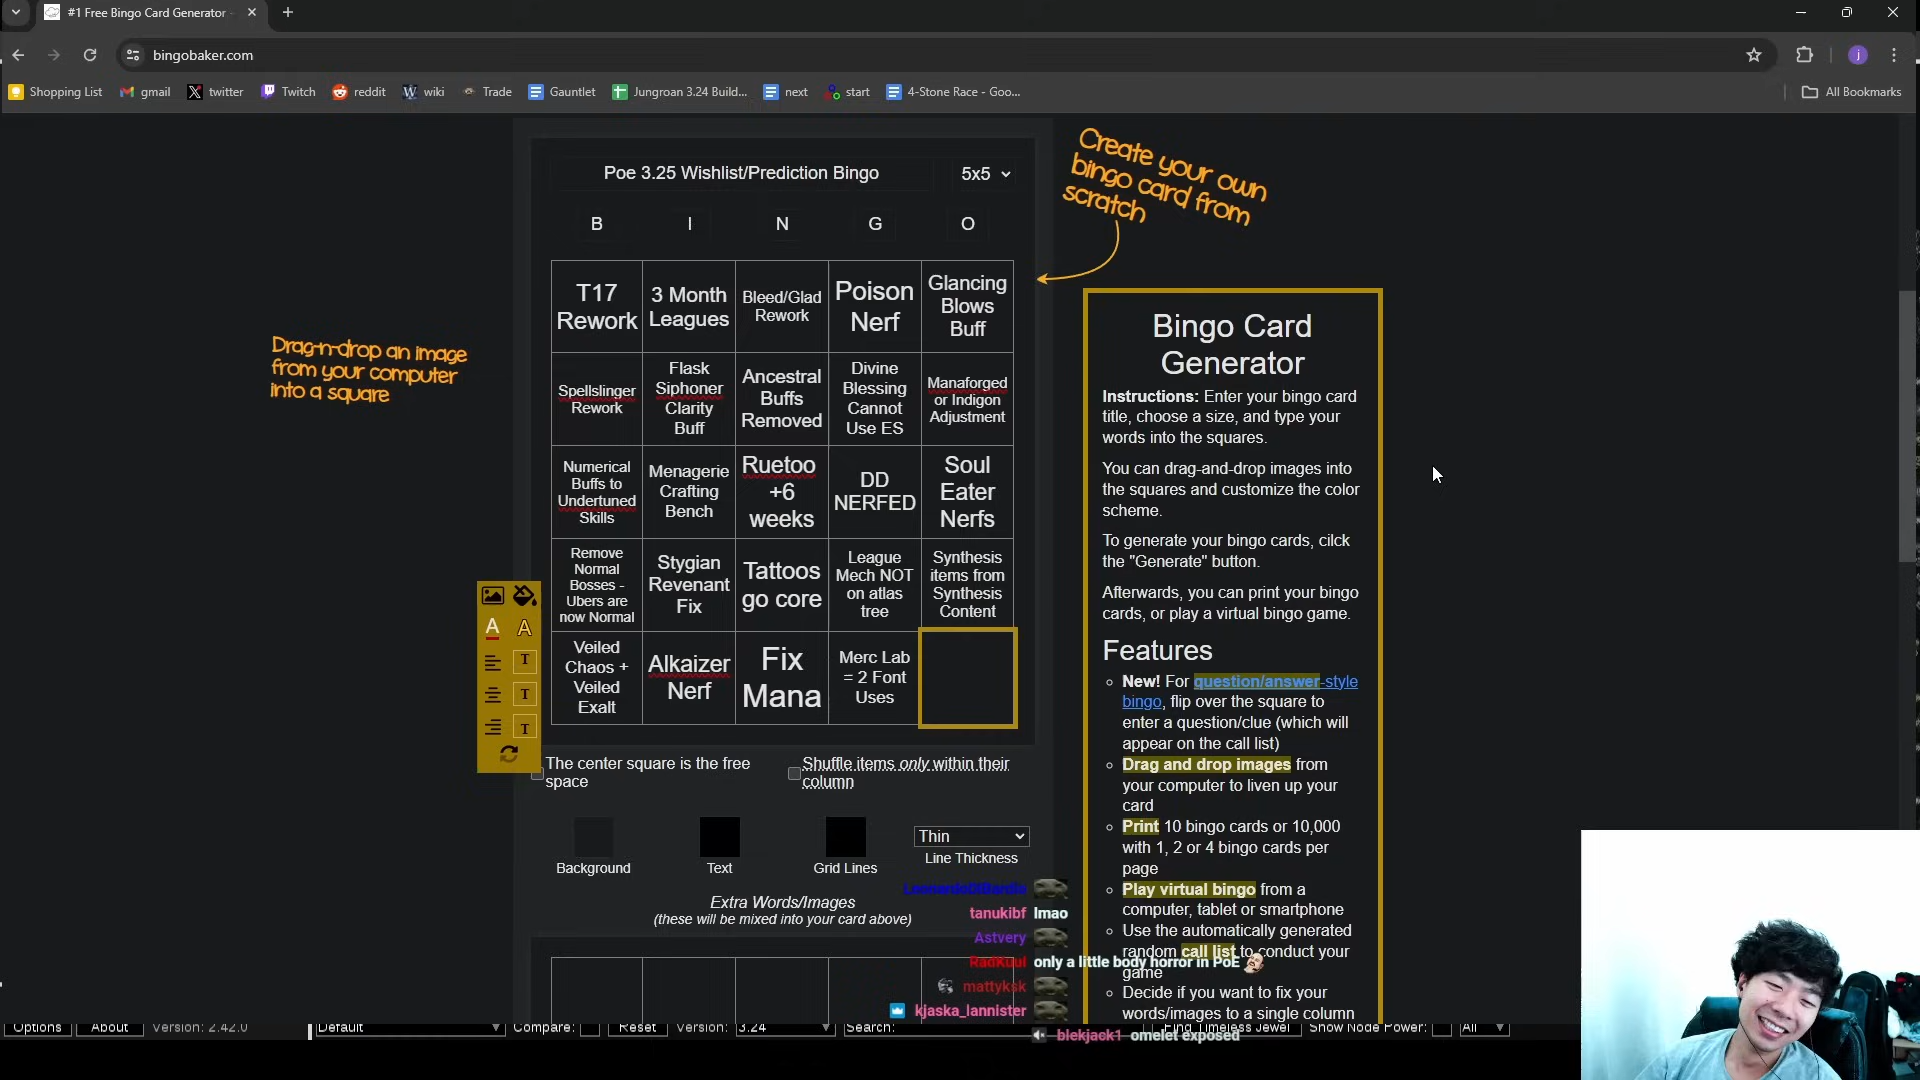 #1 Free Bingo Card Generator
bingobaker.com
Shopping List gmail twitter Twitch reddit wiki Trade Gauntlet Jungroan 3.24 Build... next start 4-Stone Race - Goo... All Bookmarks
Poe 3.25 Wishlist/Prediction Bingo 5x5
B I N G O
T17
Rework
3 Month
Leagues
Bleed/Glad
Rework
Poison
Nerf
Glancing
Blows
Buff
Spellslinger
Rework
Flask
Siphoner
Clarity
Buff
Ancestral
Buffs
Removed
Divine
Blessing
Cannot
Use ES
Manaforged
or Indigon
Adjustment
Numerical
Buffs to
Undertuned
Skills
Menagerie
Crafting
Bench
Ruetoo
+6
weeks
DD
NERFED
Soul
Eater
Nerfs
Remove
Normal
Bosses -
Ubers are
now Normal
Stygian
Revenant
Fix
Tattoos
go core
League
Mech NOT
on atlas
tree
Synthesis
items from
Synthesis
Content
Veiled
Chaos +
Veiled
Exalt
Alkaizer
Nerf
Fix
Mana
Merc Lab
= 2 Font
Uses
Drag-n-drop an image
from your computer
into a square
Create your own
bingo card from
scratch
A A
T
T
T
The center square is the free
space
Shuffle items only within their
column
Thin
Background Text Grid Lines Line Thickness
Extra Words/Images
(these will be mixed into your card above)
Bingo Card
Generator
Instructions: Enter your bingo card
title, choose a size, and type your
words into the squares.
You can drag-and-drop images into
the squares and customize the color
scheme.
To generate your bingo cards, cilck
the "Generate" button.
Afterwards, you can print your bingo
cards, or play a virtual bingo game.
Features
New! For question/answer-style
bingo, flip over the square to
enter a question/clue (which will
appear on the call list)
Drag and drop images from
your computer to liven up your
card
Print 10 bingo cards or 10,000
with 1, 2 or 4 bingo cards per
page
Play virtual bingo from a
computer, tablet or smartphone
Use the automatically generated
random call list to conduct your
game
Decide if you want to fix your
words/images to a single column
tanukibf lmao
Astvery
RadKuul only a little body horror in PoE
mattyksk
kjaska_lannister
blekjack1 omelet exposed
Options About Version: 2.42.0 Default Compare: Reset Version: 3.24 Search: Find Timeless Jewel Show Node Power: All
j